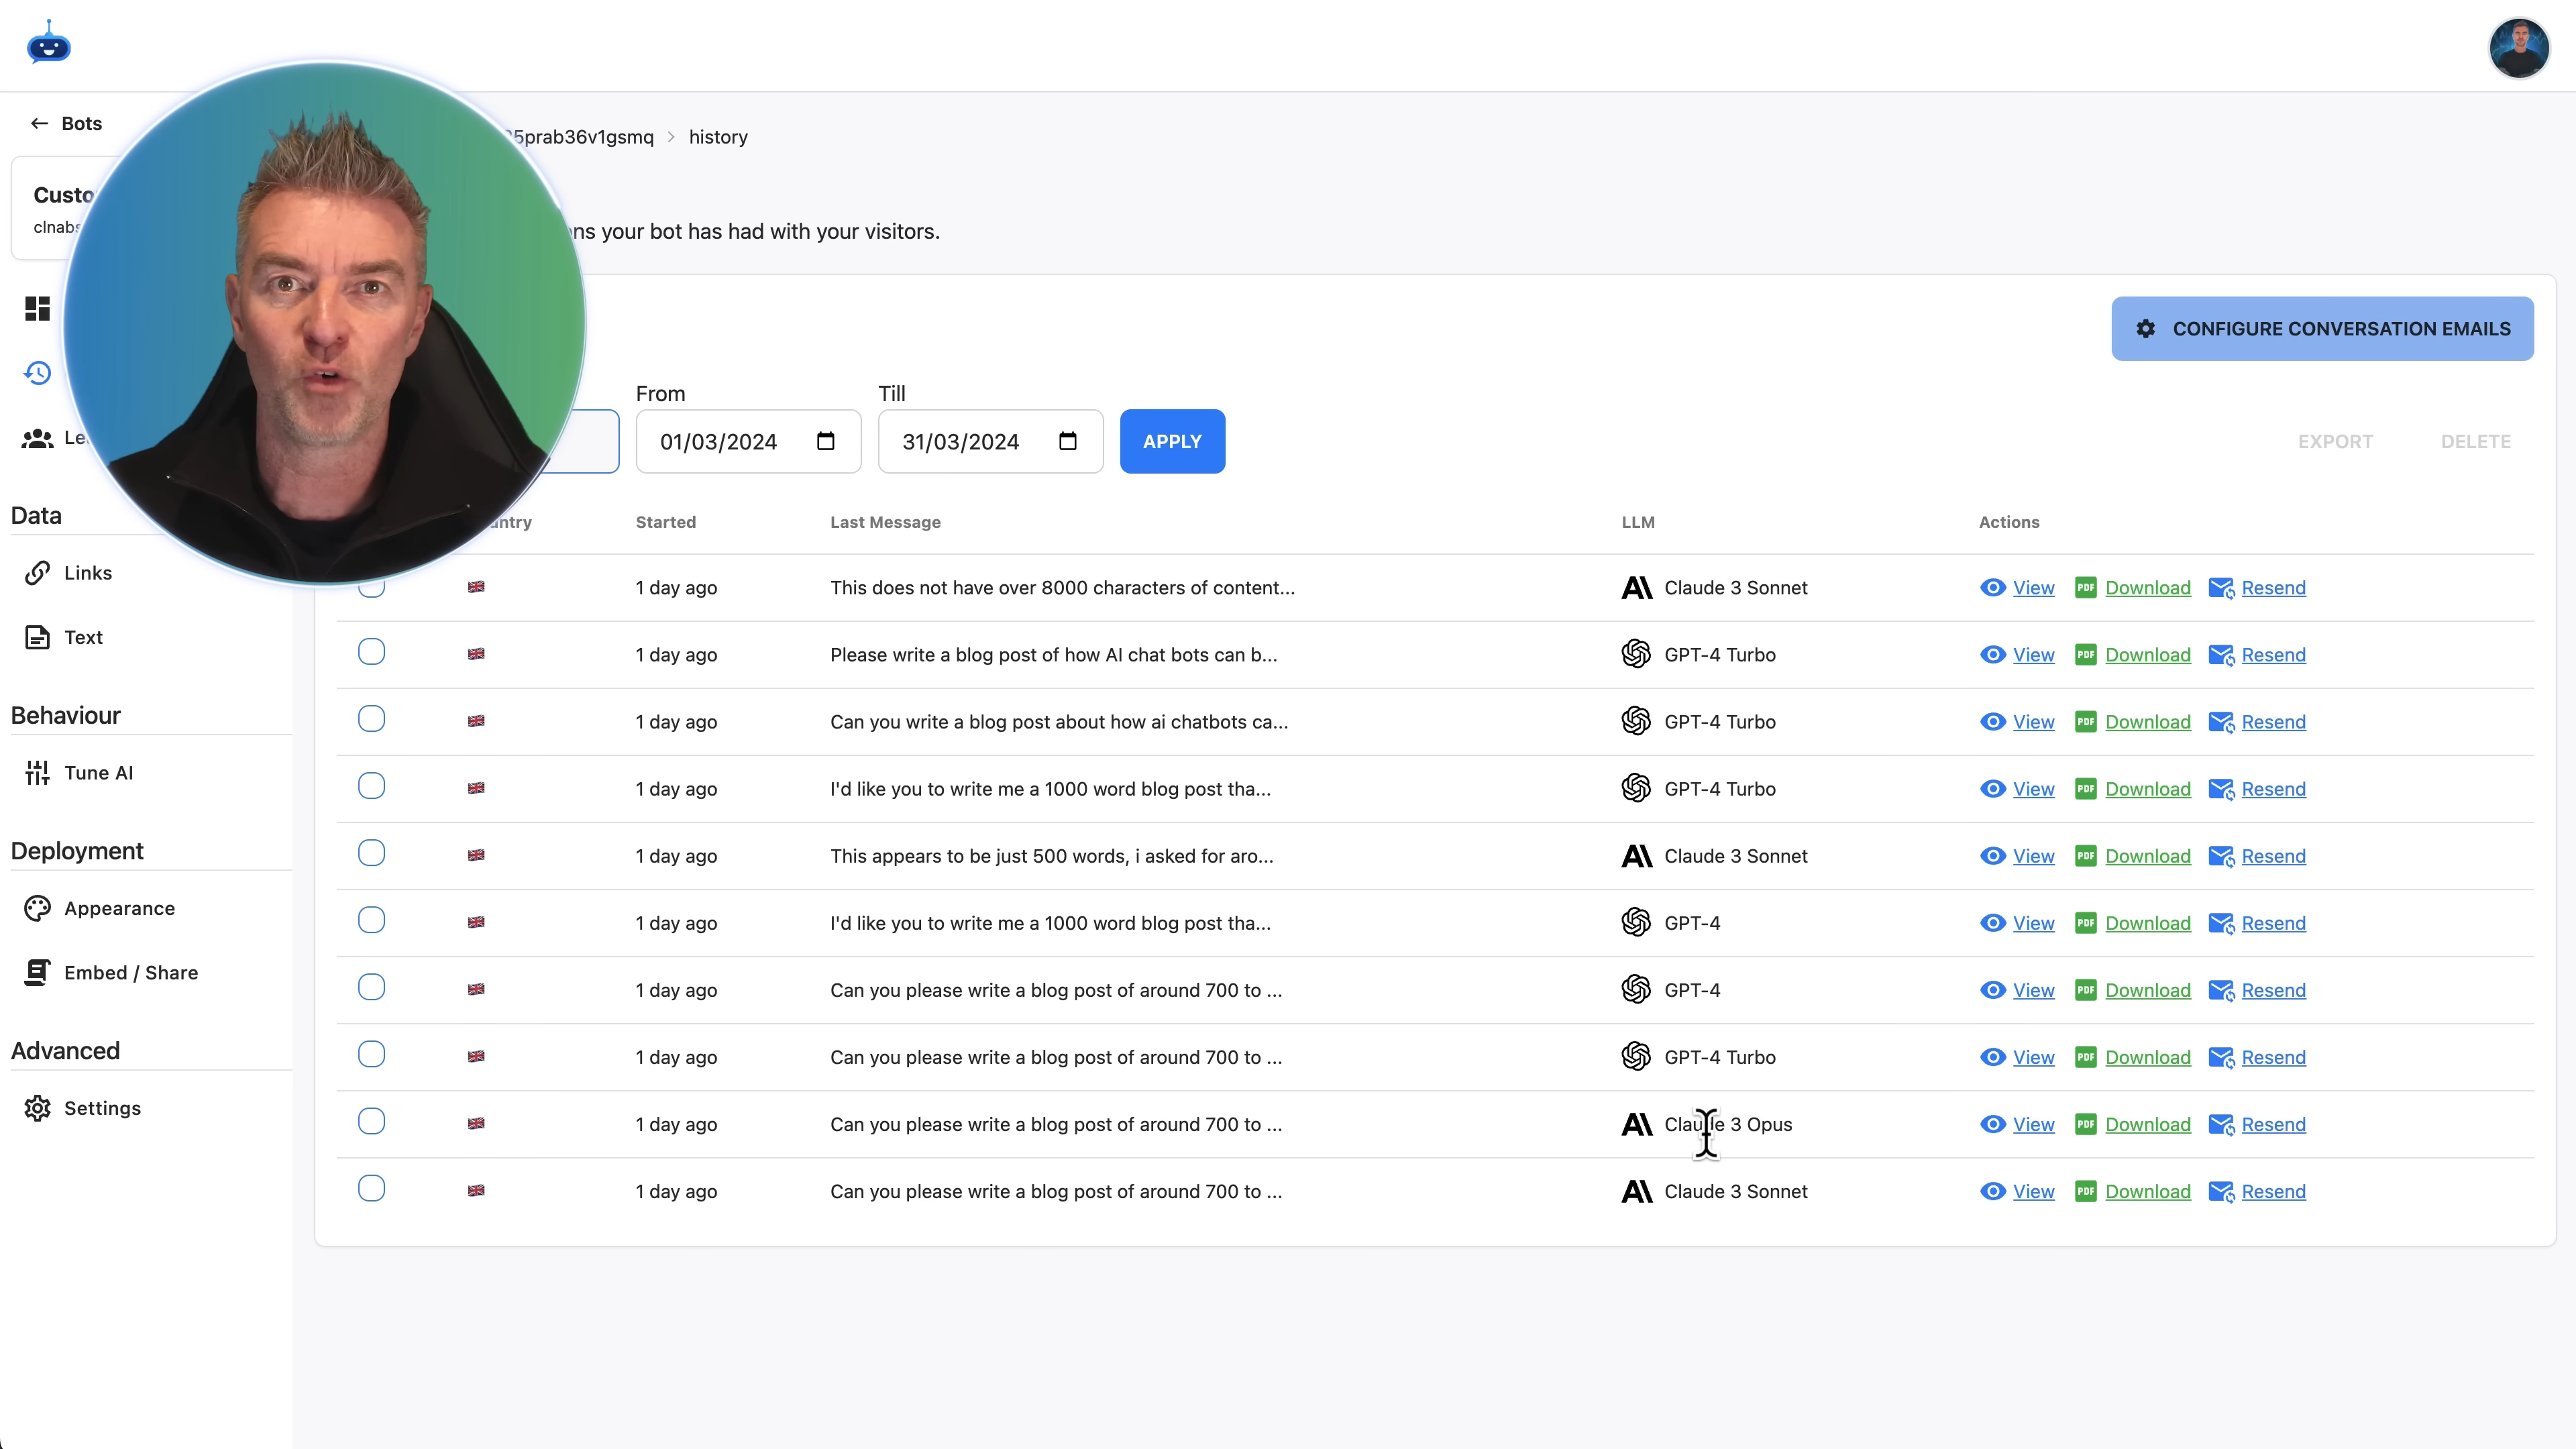 Bots
history
your bot has had with your visitors.
CONFIGURE CONVERSATION EMAILS
From
Till
01/03/2024
31/03/2024
APPLY
EXPORT
DELETE
Data
Links
Text
Behaviour
Tune AI
Deployment
Appearance
Embed / Share
Advanced
Settings
Started Last Message LLM Actions
1 day ago This does not have over 8000 characters of content... Claude 3 Sonnet View PDF Download Resend
1 day ago Please write a blog post of how AI chat bots can b... GPT-4 Turbo View PDF Download Resend
1 day ago Can you write a blog post about how ai chatbots ca... GPT-4 Turbo View PDF Download Resend
1 day ago I'd like you to write me a 1000 word blog post tha... GPT-4 Turbo View PDF Download Resend
1 day ago This appears to be just 500 words, i asked for aro... Claude 3 Sonnet View PDF Download Resend
1 day ago I'd like you to write me a 1000 word blog post tha... GPT-4 View PDF Download Resend
1 day ago Can you please write a blog post of around 700 to ... GPT-4 View PDF Download Resend
1 day ago Can you please write a blog post of around 700 to ... GPT-4 Turbo View PDF Download Resend
1 day ago Can you please write a blog post of around 700 to ... Claude 3 Opus View PDF Download Resend
1 day ago Can you please write a blog post of around 700 to ... Claude 3 Sonnet View PDF Download Resend